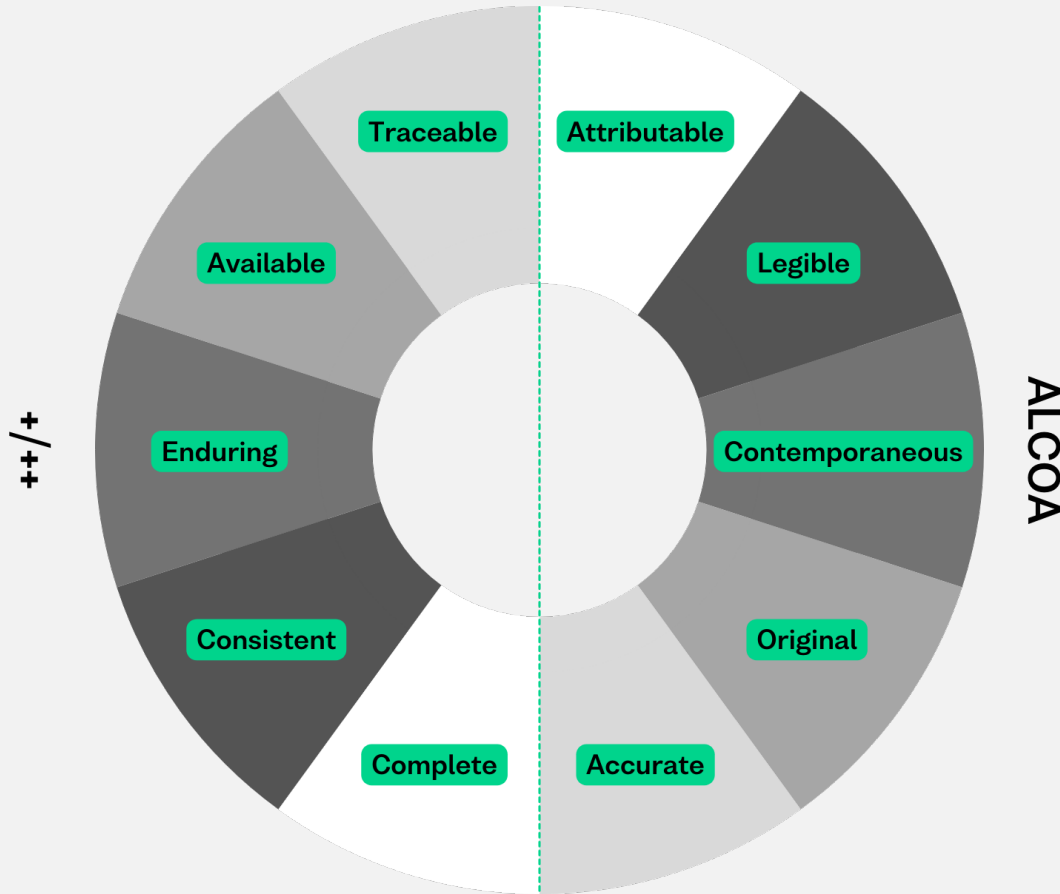 Traceable
Attributable
Available
Legible
+/++
Enduring
Contemporaneous
ALCOA
Consistent
Original
Complete
Accurate